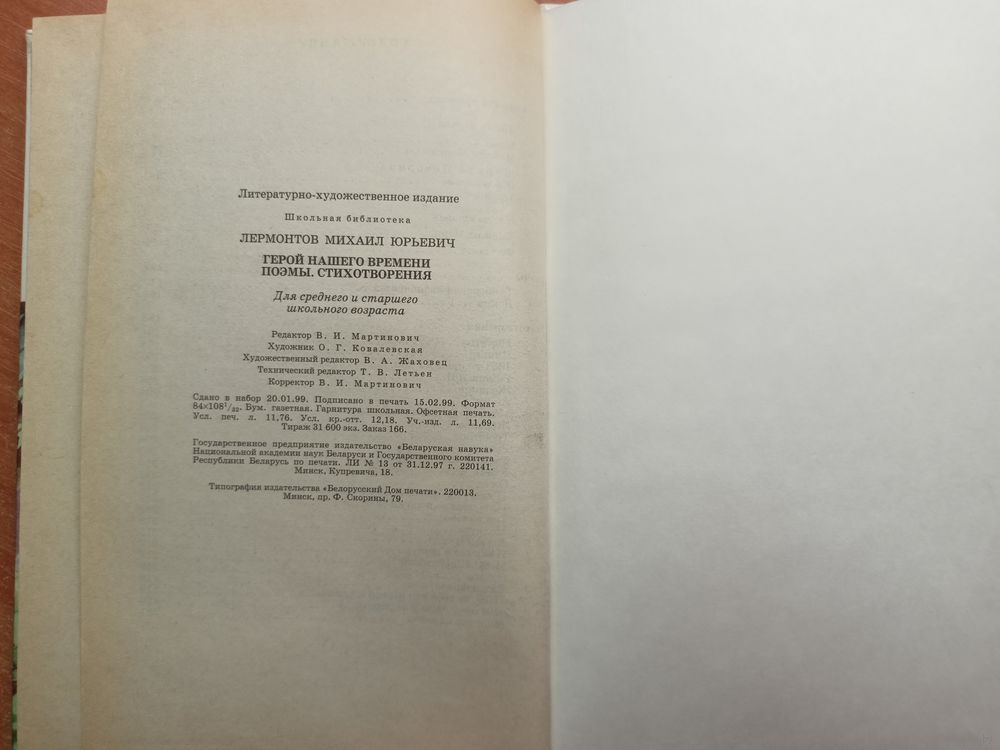 Литературно-художественное издание
Школьная библиотека
ЛЕРМОНТОВ МИХАИЛ ЮРЬЕВИЧ
ГЕРОЙ НАШЕГО ВРЕМЕНИ
ПОЭМЫ. СТИХОТВОРЕНИЯ
Для среднего и старшего
школьного возраста
Редактор В. И. Мартинович
Художник О. Г. Ковалевская
Художественный редактор В. А. Жаховец
Технический редактор Т. В. Летьен
Корректор В. И. Мартинович
Сдано в набор 20.01.99. Подписано в печать 15.02.99. Формат
84×108¹/₃₂. Бум. газетная. Гарнитура школьная. Офсетная печать.
Усл. печ. л. 11,76. Усл. кр.-отт. 12,18. Уч.-изд. л. 11,69.
Тираж 31 600 экз. Заказ 166.
Государственное предприятие издательство «Беларуская навука»
Национальной академии наук Беларуси и Государственного комитета
Республики Беларусь по печати. ЛИ № 13 от 31.12.97 г. 220141.
Минск, Купревича, 18.
Типография издательства «Белорусский Дом печати». 220013.
Минск, пр. Ф. Скорины, 79.